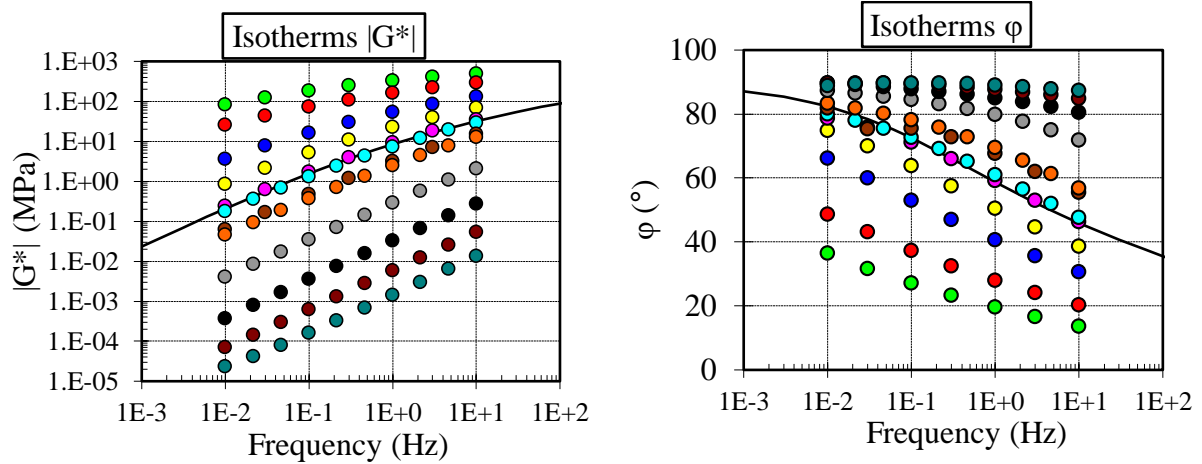 Isotherms |G*|
|G*| (MPa)
1.E+03
1.E+02
1.E+01
1.E+00
1.E-01
1.E-02
1.E-03
1.E-04
1.E-05
1E-3 1E-2 1E-1 1E+0 1E+1 1E+2
Frequency (Hz)
Isotherms φ
φ (°)
100
80
60
40
20
0
1E-3 1E-2 1E-1 1E+0 1E+1 1E+2
Frequency (Hz)